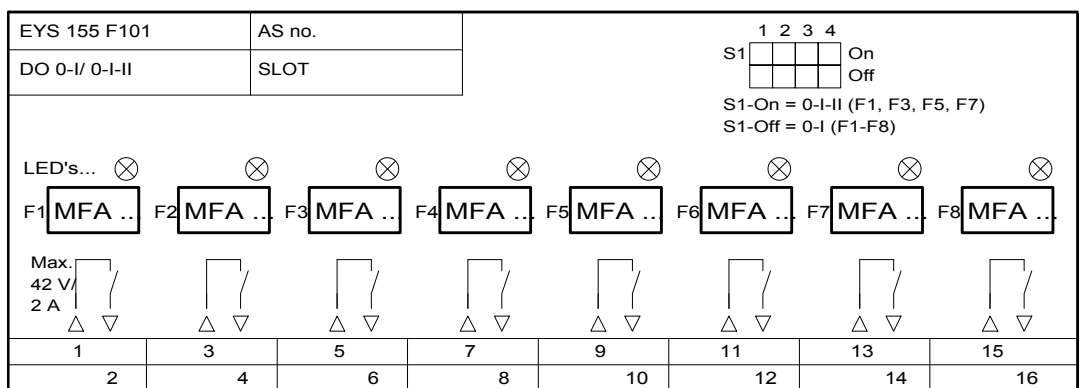 EYS 155 F101 AS no.
DO 0-I/ 0-I-II SLOT
1 2 3 4
S1 On
Off
S1-On = 0-I-II (F1, F3, F5, F7)
S1-Off = 0-I (F1-F8)
LED's...
F1 MFA ... F2 MFA ... F3 MFA ... F4 MFA ... F5 MFA ... F6 MFA ... F7 MFA ... F8 MFA ...
Max.
42 V/
2 A
1 3 5 7 9 11 13 15
2 4 6 8 10 12 14 16